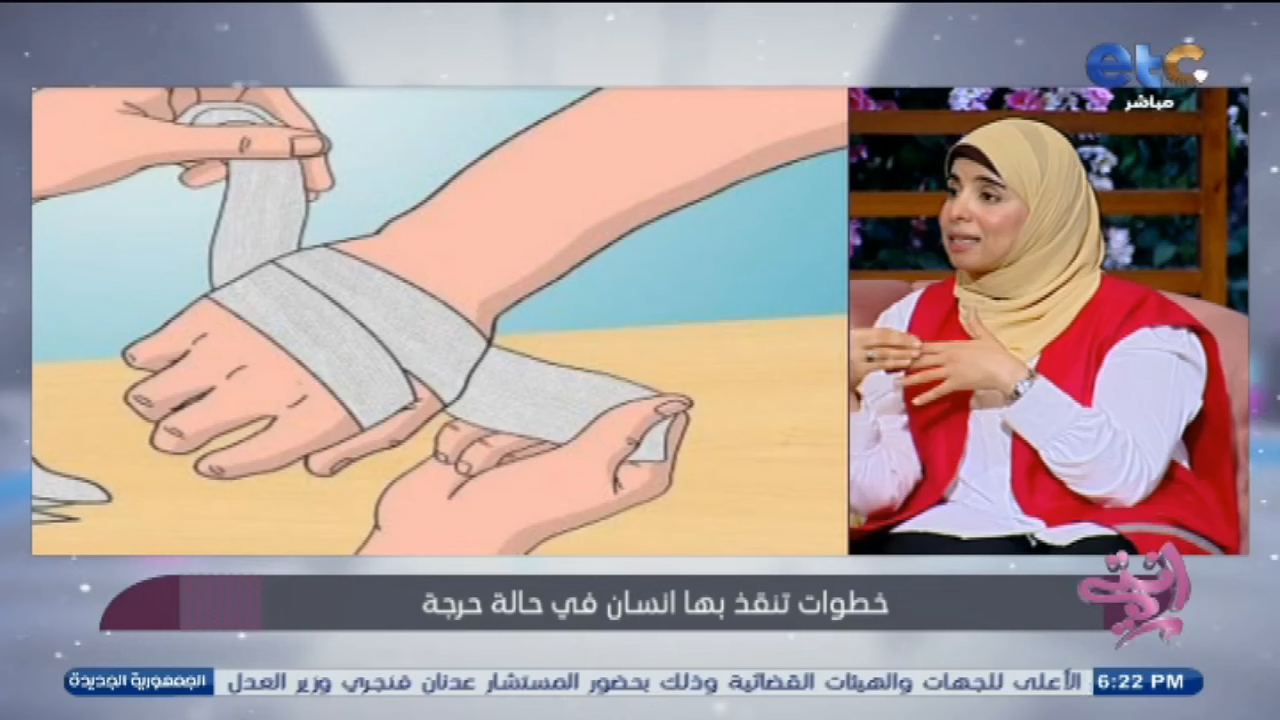 etc
مباشر
خطوات تنقذ بها انسان في حالة حرجة
6:22 PM
الأعلى للجهات والهيئات القضائية وذلك بحضور المستشار عدنان فنجري وزير العدل
الجمهورية الجديدة